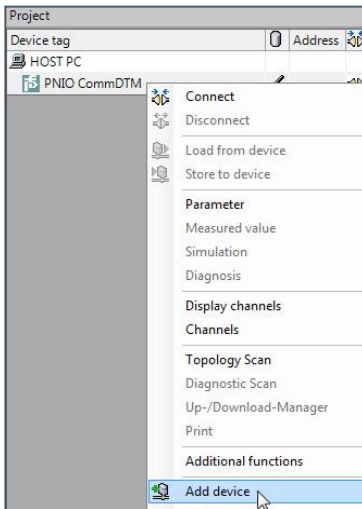 Project
Device tag Address
HOST PC
PNIO CommDTM
Connect
Disconnect
Load from device
Store to device
Parameter
Measured value
Simulation
Diagnosis
Display channels
Channels
Topology Scan
Diagnostic Scan
Up-/Download-Manager
Print
Additional functions
Add device